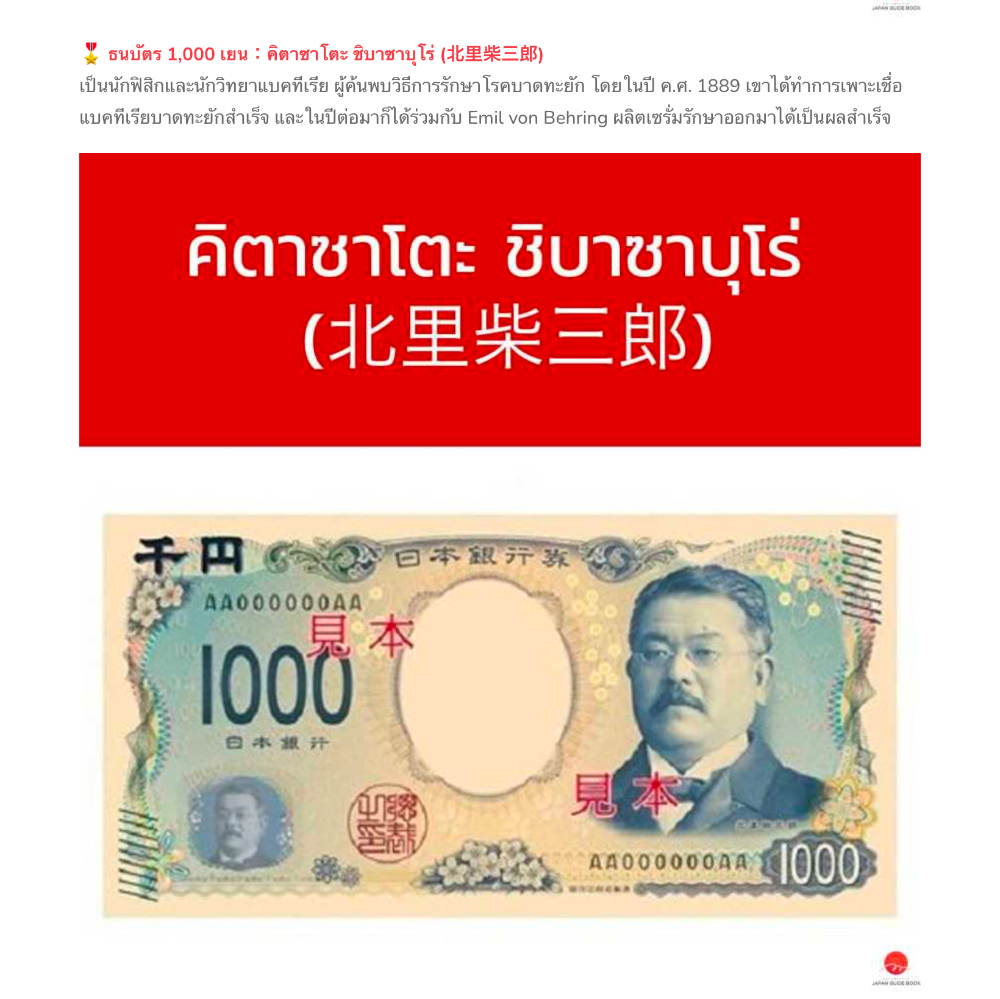 JAPAN GUIDE BOOK
ธนบัตร 1,000 เยน：คิตาซาโตะ ชิบาซาบุโร่ (北里柴三郎)
เป็นนักฟิสิกและนักวิทยาแบคทีเรีย ผู้ค้นพบวิธีการรักษาโรคบาดทะยัก โดยในปี ค.ศ. 1889 เขาได้ทำการเพาะเชื่อ
แบคทีเรียบาดทะยักสำเร็จ และในปีต่อมาก็ได้ร่วมกับ Emil von Behring ผลิตเซรั่มรักษาออกมาได้เป็นผลสำเร็จ
คิตาซาโตะ ชิบาซาบุโร่
(北里柴三郎)
千円
日本銀行券
AA000000AA
見本
1000
日本銀行
見本
AA000000AA
1000
JAPAN GUIDE BOOK